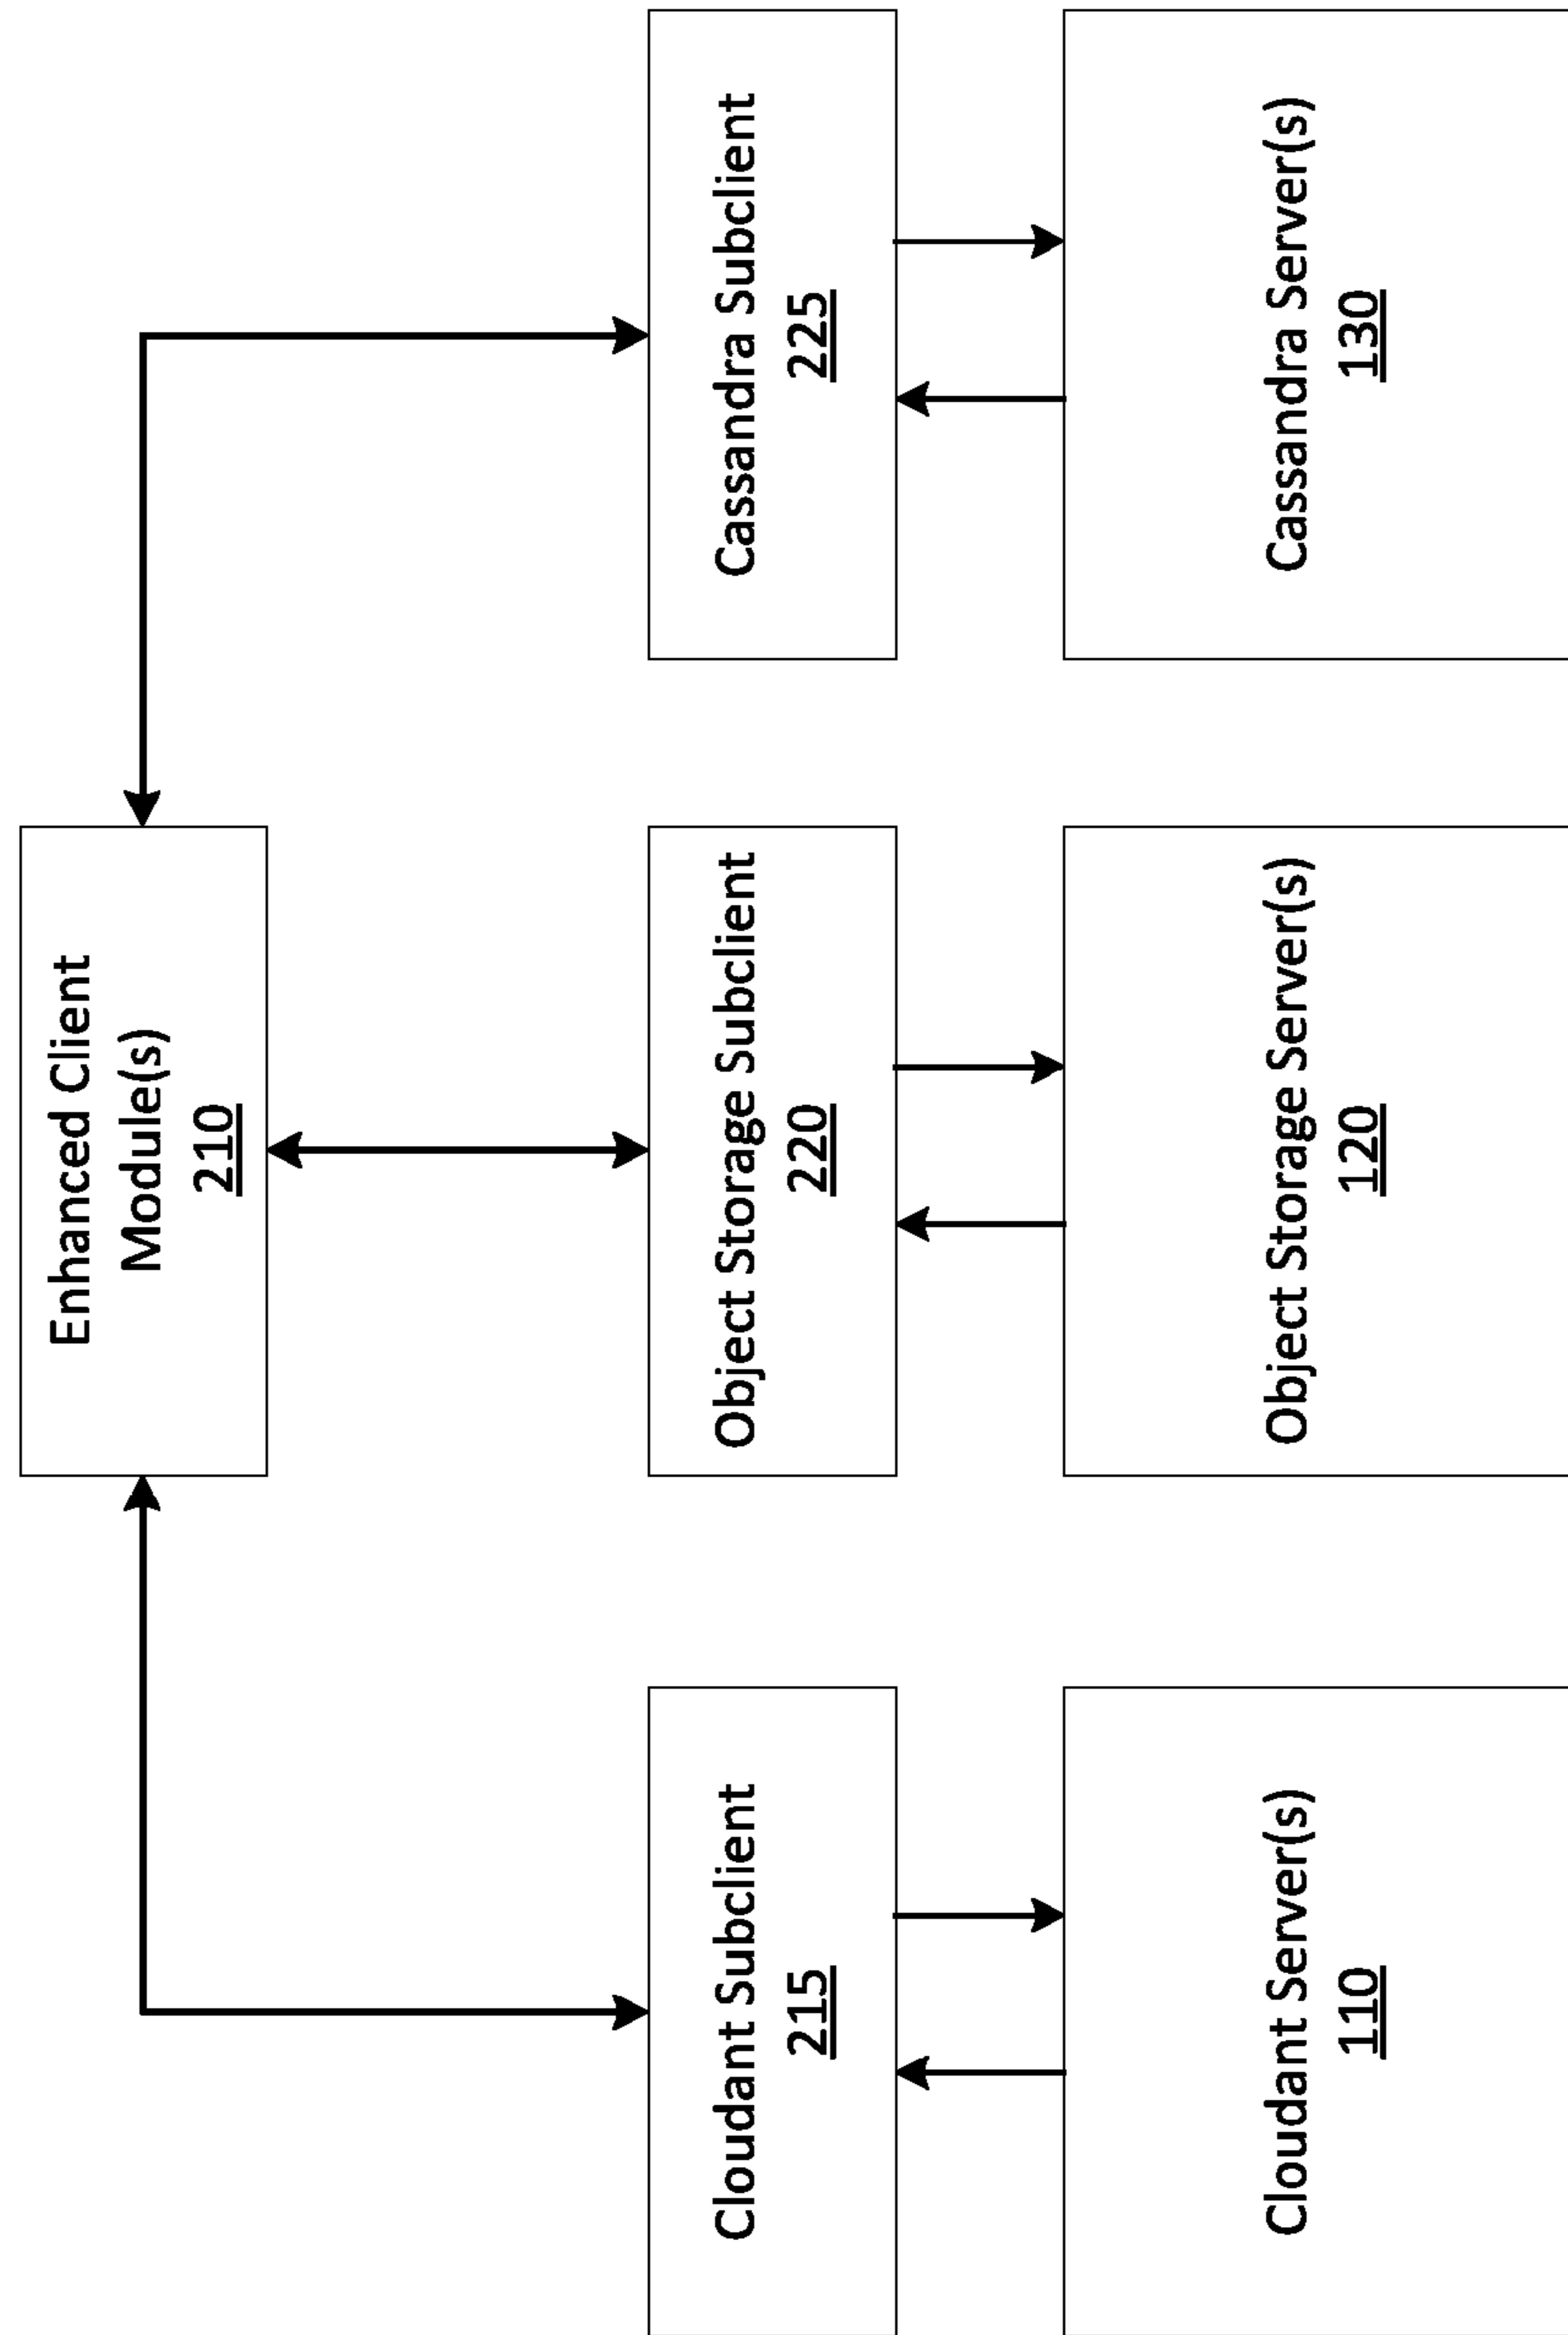 Enhanced Client
Module(s)
210
Cloudant Subclient
215
Object Storage Subclient
220
Cassandra Subclient
225
Cloudant Server(s)
110
Object Storage Server(s)
120
Cassandra Server(s)
130